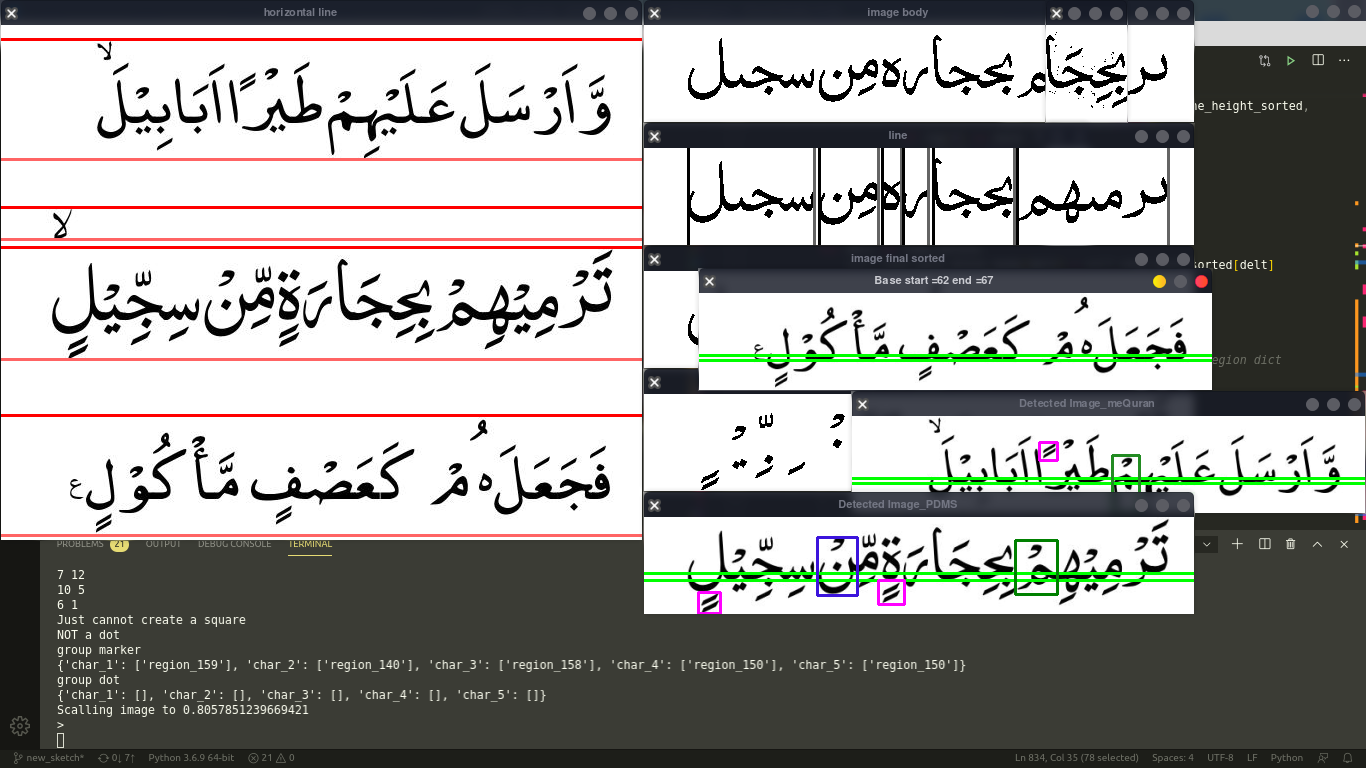 horizontal line
وَّاَرْسَلَ عَلَيْهِمْ طَيْرًا اَبَابِيْلَ ۙ
لا
تَرْمِيْهِمْ بِحِجَارَةٍ مِّنْ سِجِّيْلٍ
فَجَعَلَهُمْ كَعَصْفٍ مَّأْكُوْلٍ ع
image body
line
image final sorted
Base start =62 end =67
فَجَعَلَهُمْ كَعَصْفٍ مَّأْكُوْلٍ ع
Detected Image_meQuran
وَّاَرْسَلَ عَلَيْهِمْ طَيْرًا اَبَابِيْلَ ۙ
Detected Image_PDMS
تَرْمِيْهِمْ بِحِجَارَةٍ مِّنْ سِجِّيْلٍ
ne_height_sorted,
sorted[delt]
region dict
PROBLEMS 21 OUTPUT DEBUG CONSOLE TERMINAL
7 12
10 5
6 1
Just cannot create a square
NOT a dot
group marker
{'char_1': ['region_159'], 'char_2': ['region_140'], 'char_3': ['region_158'], 'char_4': ['region_150'], 'char_5': ['region_150']}
group dot
{'char_1': [], 'char_2': [], 'char_3': [], 'char_4': [], 'char_5': []}
Scalling image to 0.8057851239669421
>
new_sketch* 0↓ 7↑ Python 3.6.9 64-bit 21 0 Ln 834, Col 35 (78 selected) Spaces: 4 UTF-8 LF Python